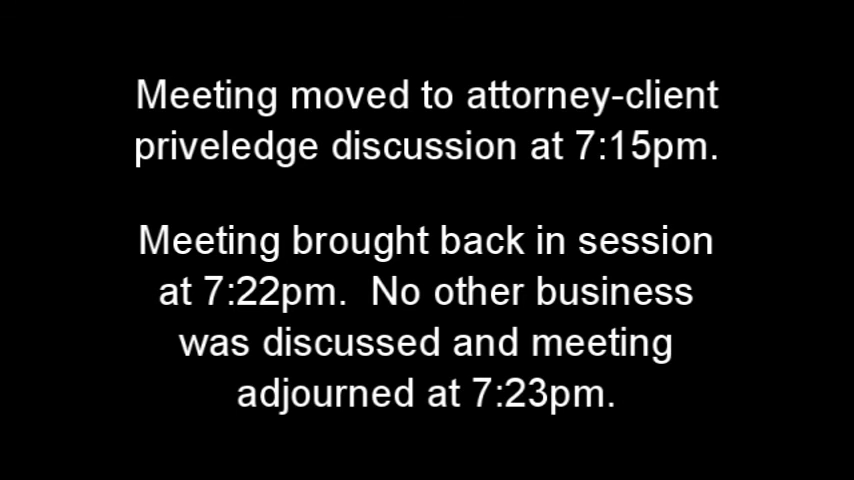 Meeting moved to attorney-client
priveledge discussion at 7:15pm.
Meeting brought back in session
at 7:22pm.  No other business
was discussed and meeting
adjourned at 7:23pm.